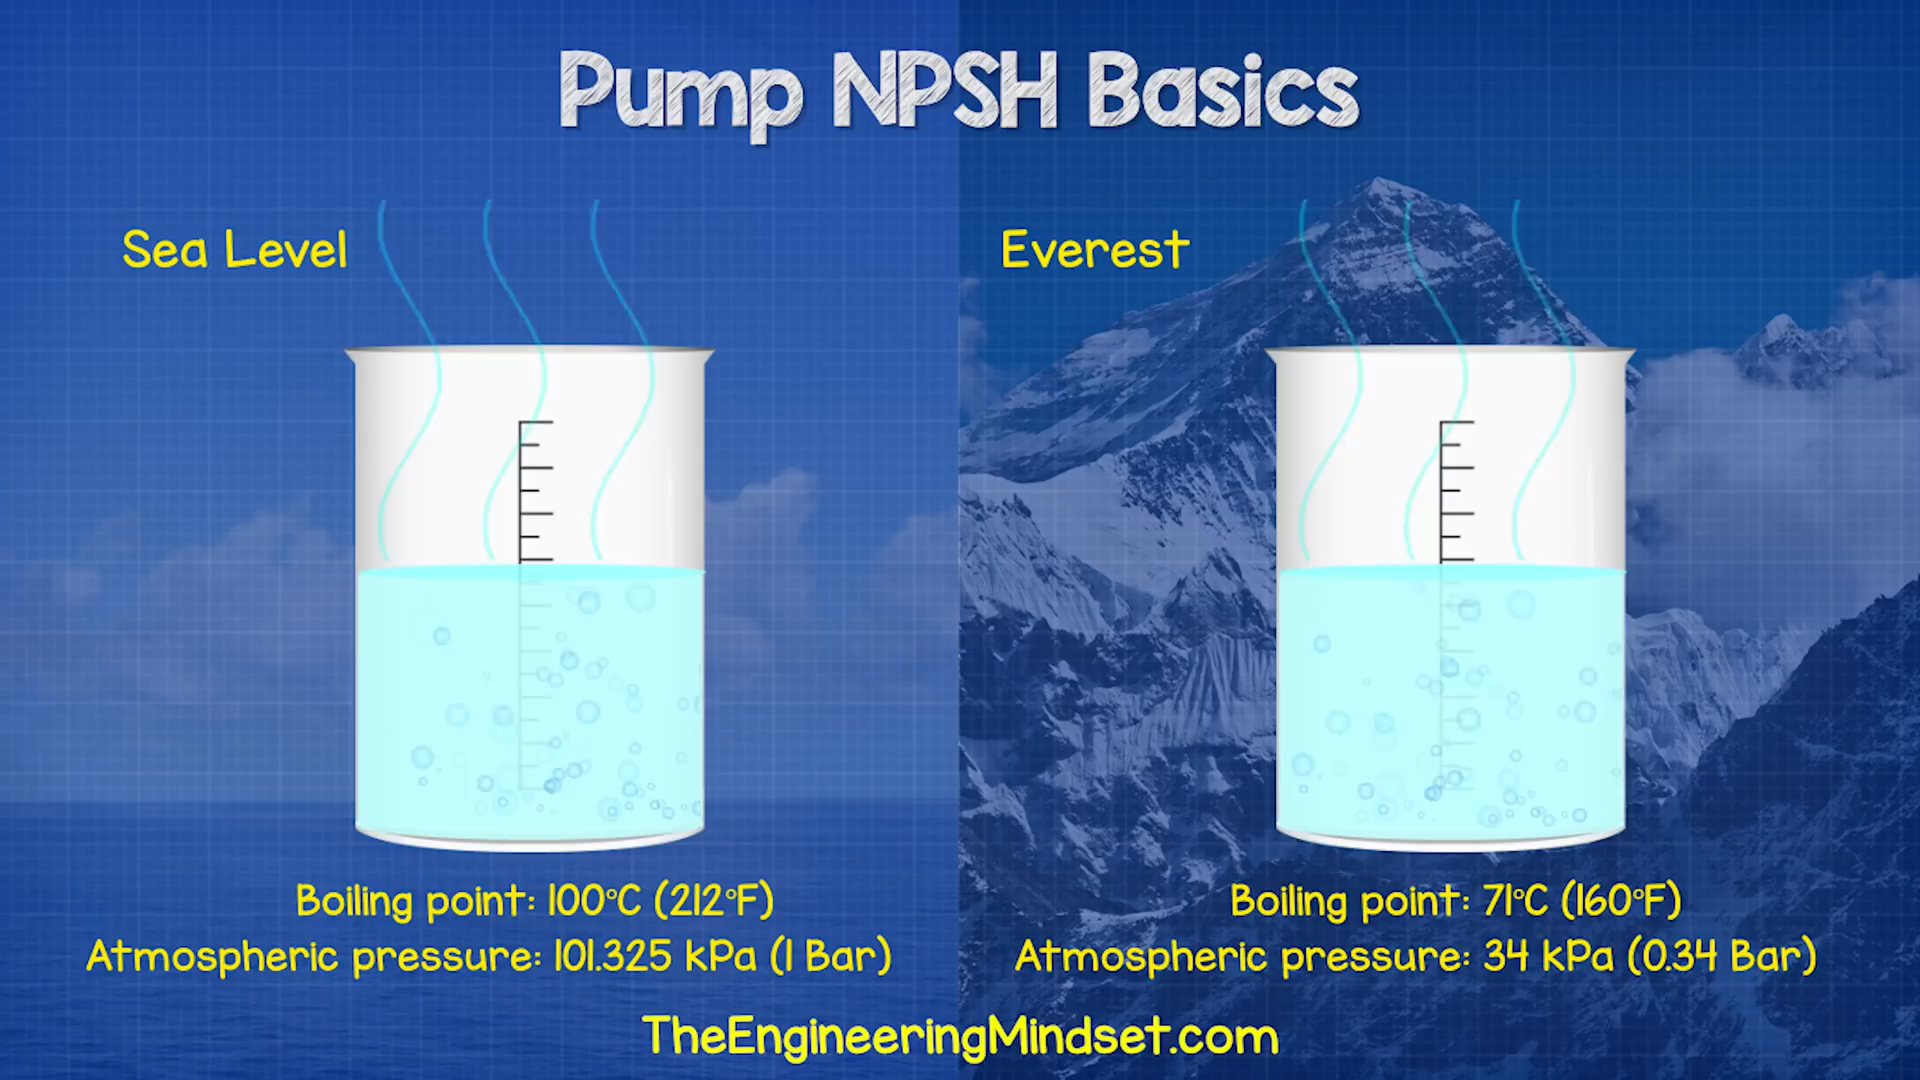 Pump NPSH Basics
Sea Level
Everest
Boiling point: 100°C (212°F)
Atmospheric pressure: 101.325 kPa (1 Bar)
Boiling point: 71°C (160°F)
Atmospheric pressure: 34 kPa (0.34 Bar)
TheEngineeringMindset.com